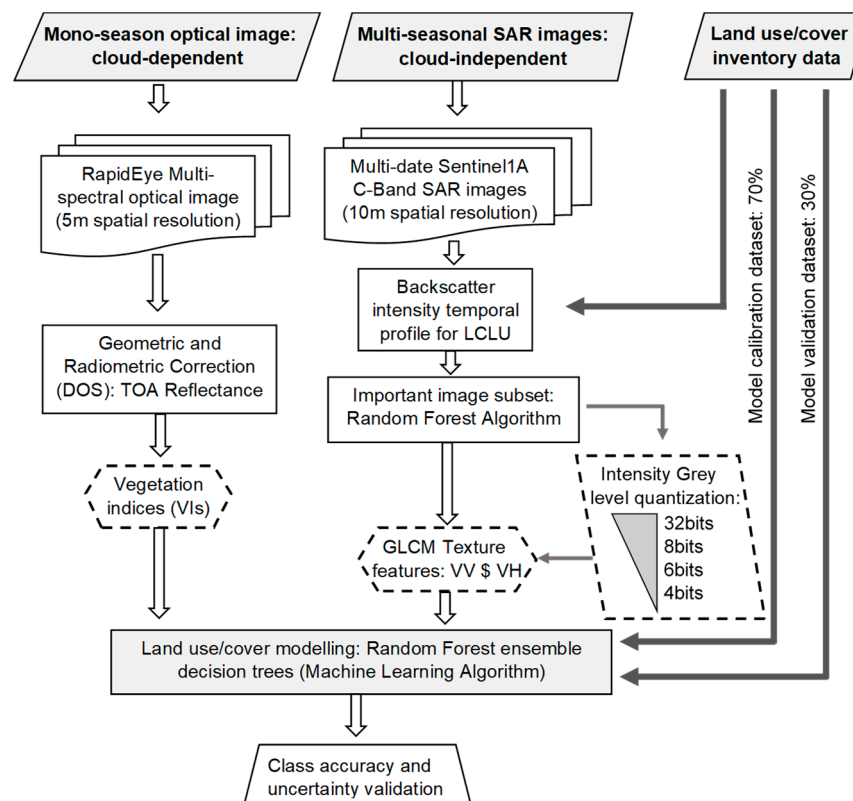 Mono-season optical image:
cloud-dependent
Multi-seasonal SAR images:
cloud-independent
Land use/cover
inventory data
RapidEye Multi-
spectral optical image
(5m spatial resolution)
Multi-date Sentinel1A
C-Band SAR images
(10m spatial resolution)
Model calibration dataset: 70%
Model validation dataset: 30%
Backscatter
intensity temporal
profile for LCLU
Geometric and
Radiometric Correction
(DOS): TOA Reflectance
Important image subset:
Random Forest Algorithm
Vegetation
indices (VIs)
Intensity Grey
level quantization:
32bits
8bits
6bits
4bits
GLCM Texture
features: VV $ VH
Land use/cover modelling: Random Forest ensemble
decision trees (Machine Learning Algorithm)
Class accuracy and
uncertainty validation